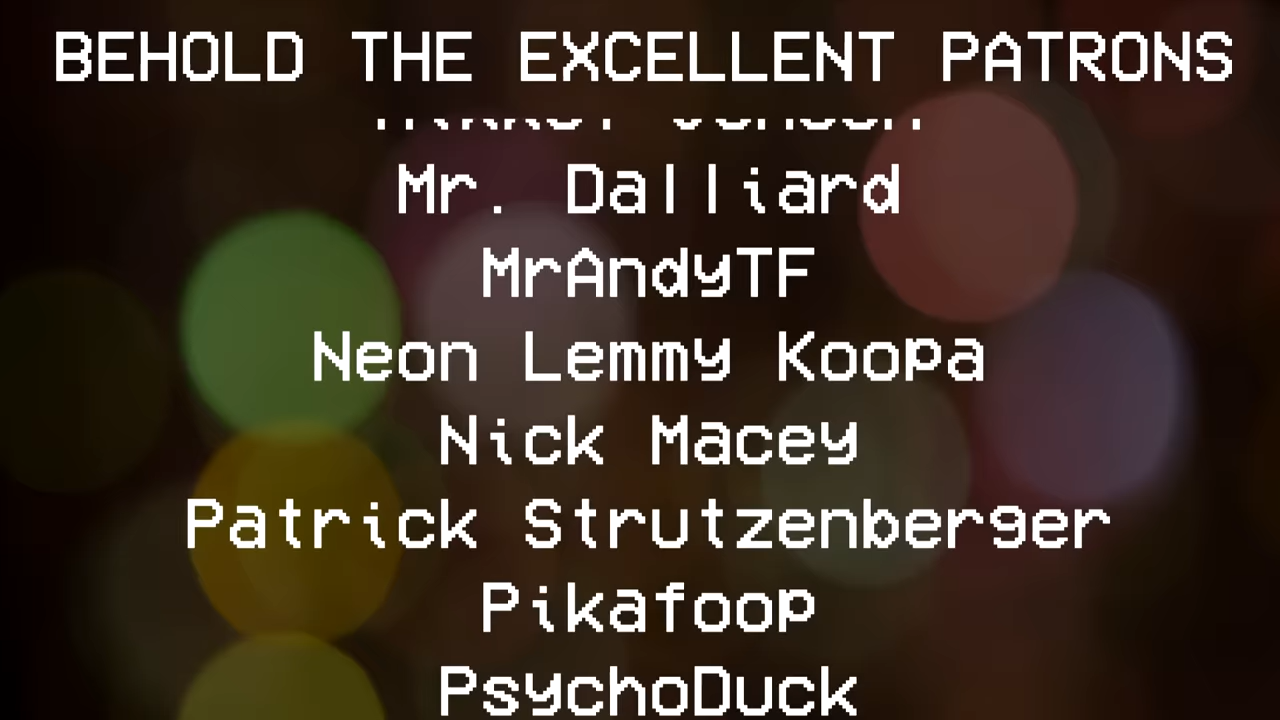 BEHOLD THE EXCELLENT PATRONS
Mr. Dalliard
MrAndyTF
Neon Lemmy Koopa
Nick Macey
Patrick Strutzenberger
Pikafoop
PsychoDuck